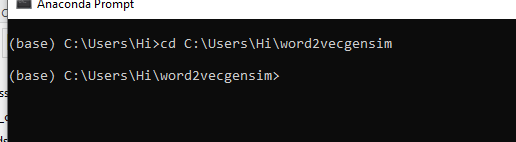 Anaconda Prompt
(base) C:\Users\Hi>cd C:\Users\Hi\word2vecgensim
(base) C:\Users\Hi\word2vecgensim>